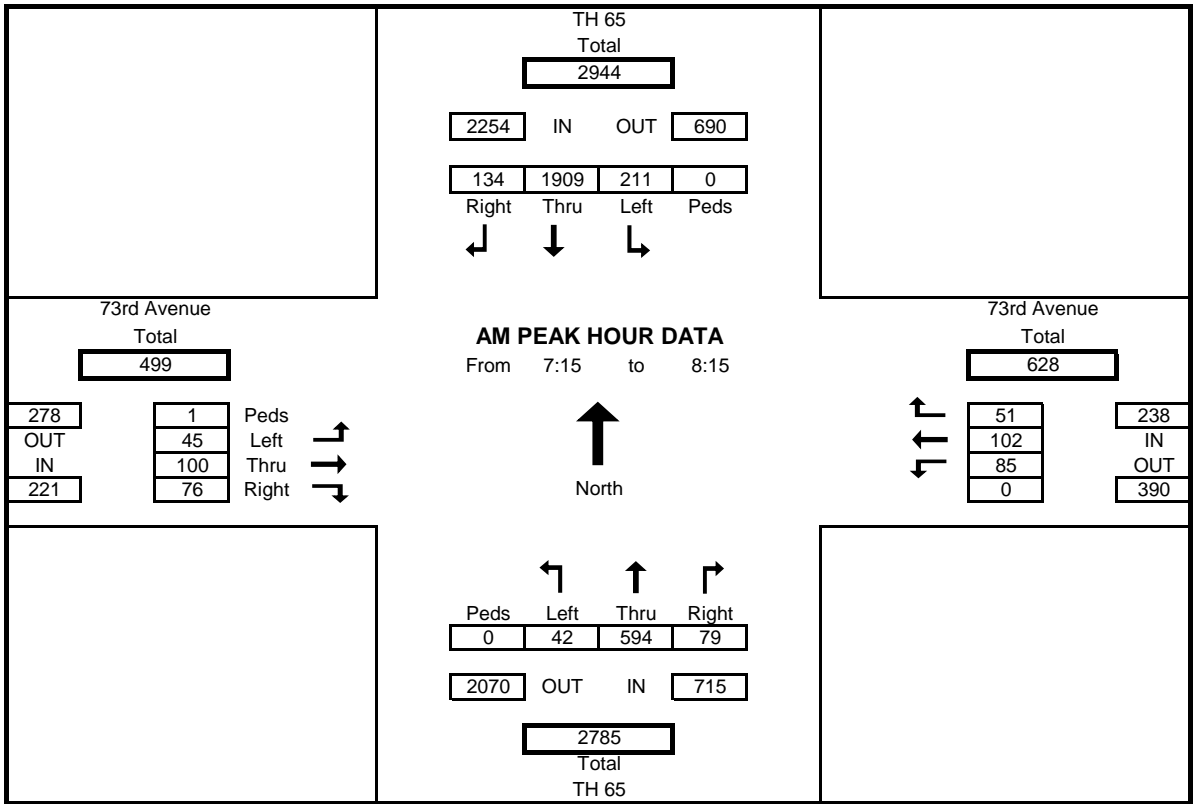 TH 65
Total
2944
2254 IN OUT 690
134 1909 211 0
Right Thru Left Peds
73rd Avenue
Total
499
278 1 Peds
OUT 45 Left
IN 100 Thru
221 76 Right
AM PEAK HOUR DATA
From 7:15 to 8:15
North
73rd Avenue
Total
628
51 238
102 IN
85 OUT
0 390
Peds Left Thru Right
0 42 594 79
2070 OUT IN 715
2785
Total
TH 65